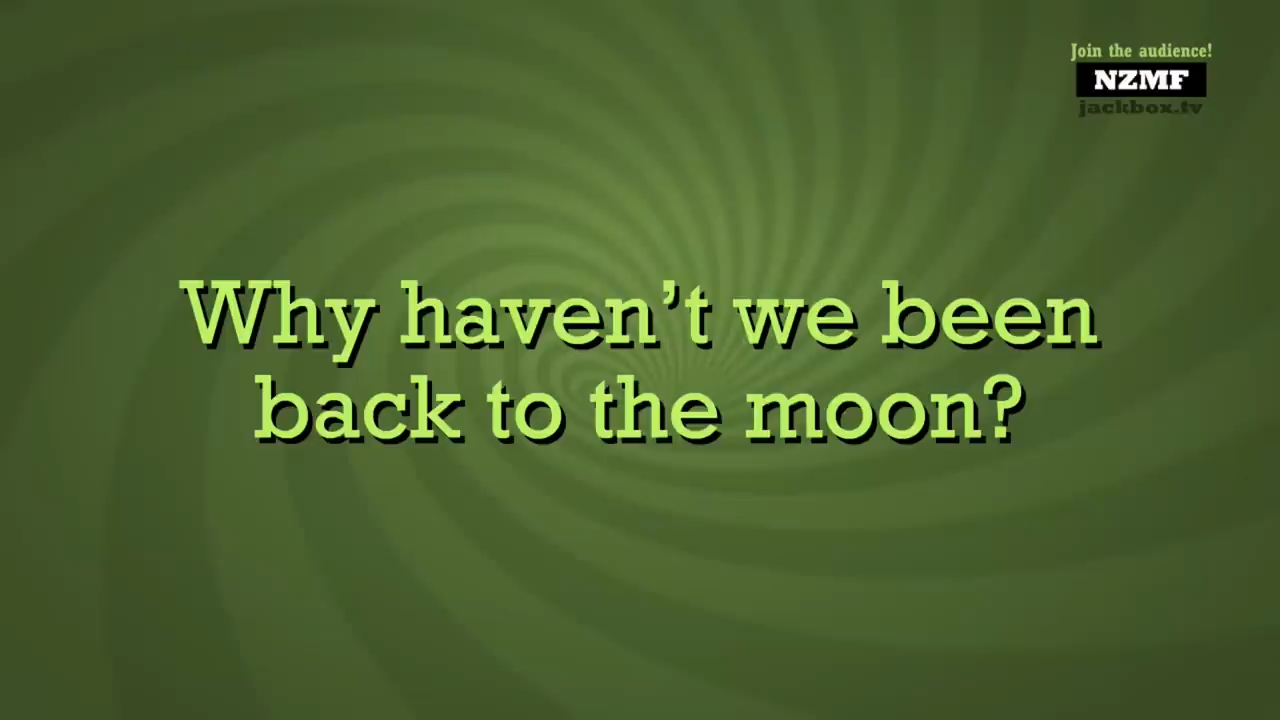 Join the audience!
NZMF
jackbox.tv
Why haven’t we been
back to the moon?